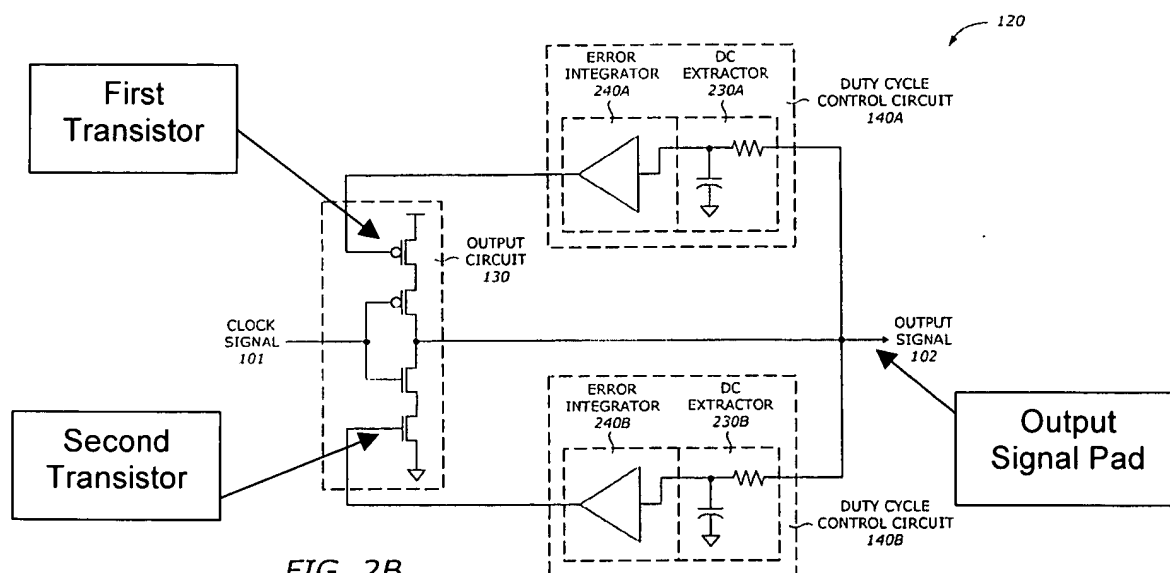 120
First
Transistor
ERROR
INTEGRATOR
240A
DC
EXTRACTOR
230A
DUTY CYCLE
CONTROL CIRCUIT
140A
OUTPUT
CIRCUIT
130
CLOCK
SIGNAL
101
OUTPUT
SIGNAL
102
Second
Transistor
ERROR
INTEGRATOR
240B
DC
EXTRACTOR
230B
Output
Signal Pad
DUTY CYCLE
CONTROL CIRCUIT
140B
FIG. 2B